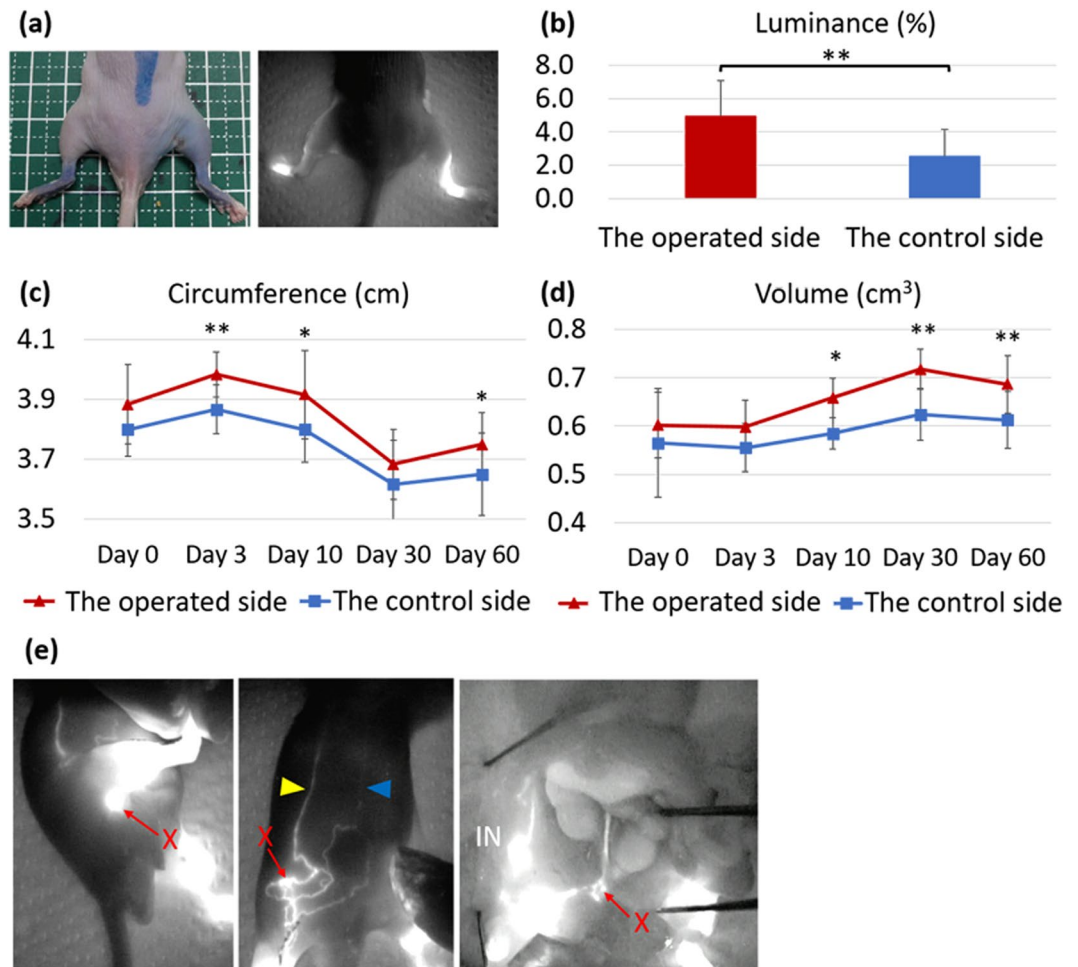 (a)
(b)
Luminance (%)
**
8.0
6.0
4.0
2.0
0.0
The operated side
The control side
(c)
Circumference (cm)
4.1
3.9
3.7
3.5
**
*
*
Day 0 Day 3 Day 10 Day 30 Day 60
The operated side The control side
(d)
Volume (cm³)
0.8
0.7
0.6
0.5
0.4
*
**
**
Day 0 Day 3 Day 10 Day 30 Day 60
The operated side The control side
(e)
X
X
IN
X